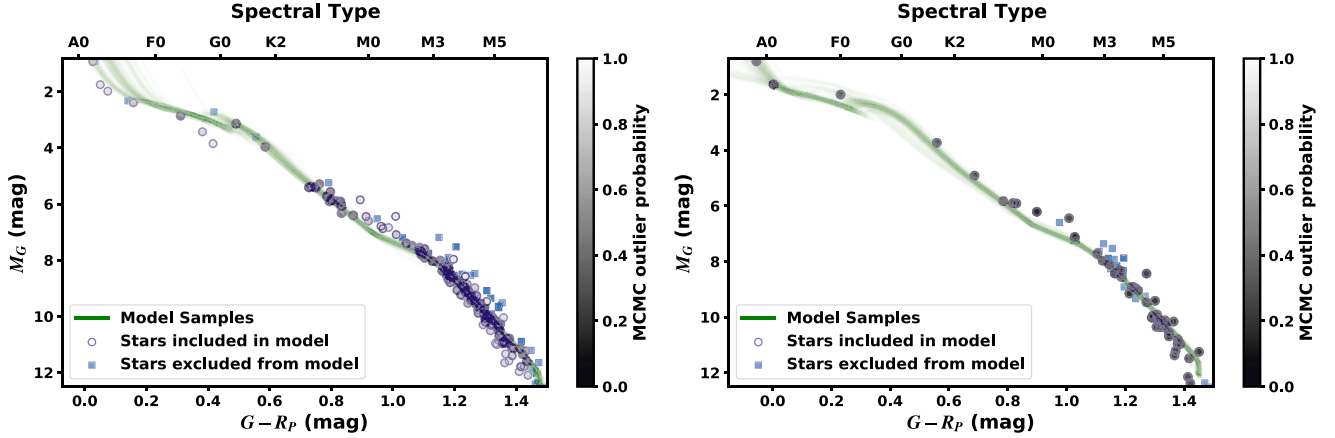 Spectral Type
A0 F0 G0 K2 M0 M3 M5
2
4
6
8
10
12
M_G (mag)
Model Samples
Stars included in model
Stars excluded from model
0.0 0.2 0.4 0.6 0.8 1.0 1.2 1.4
G − R_P (mag)
1.0
0.8
0.6
0.4
0.2
0.0
MCMC outlier probability
Spectral Type
A0 F0 G0 K2 M0 M3 M5
2
4
6
8
10
12
M_G (mag)
Model Samples
Stars included in model
Stars excluded from model
0.0 0.2 0.4 0.6 0.8 1.0 1.2 1.4
G − R_P (mag)
1.0
0.8
0.6
0.4
0.2
0.0
MCMC outlier probability